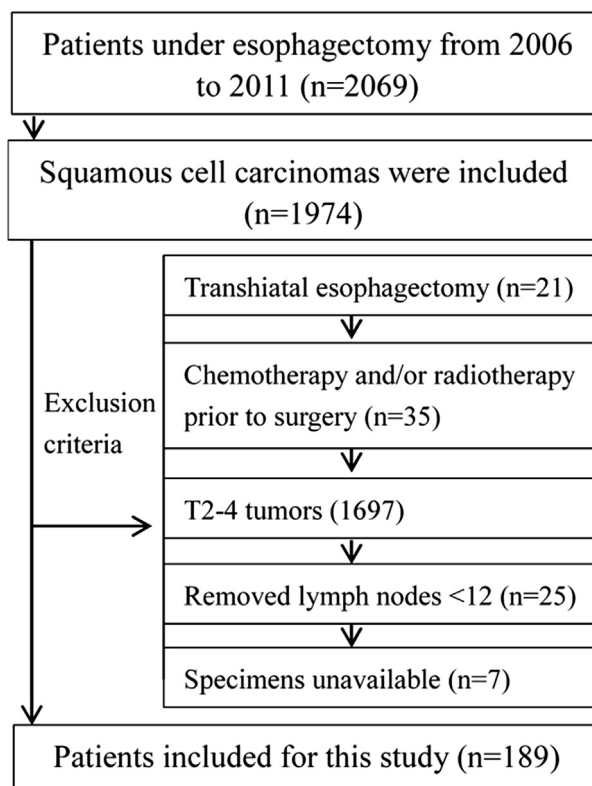 Patients under esophagectomy from 2006
to 2011 (n=2069)
Squamous cell carcinomas were included
(n=1974)
Transhiatal esophagectomy (n=21)
Chemotherapy and/or radiotherapy
prior to surgery (n=35)
Exclusion
criteria
T2-4 tumors (1697)
Removed lymph nodes <12 (n=25)
Specimens unavailable (n=7)
Patients included for this study (n=189)